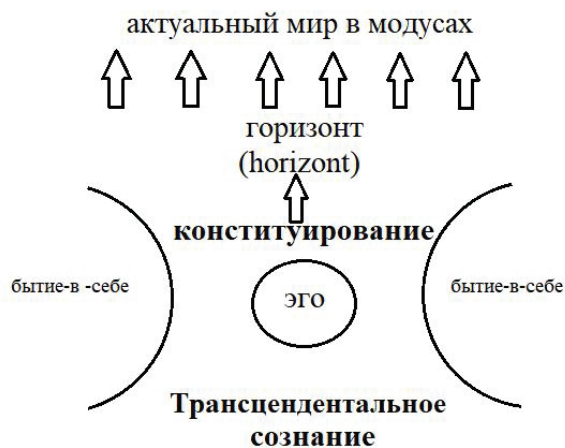 актуальный мир в модусах
горизонт
(horizont)
конституирование
бытие-в -себе
эго
бытие-в-себе
Трансцендентальное
сознание